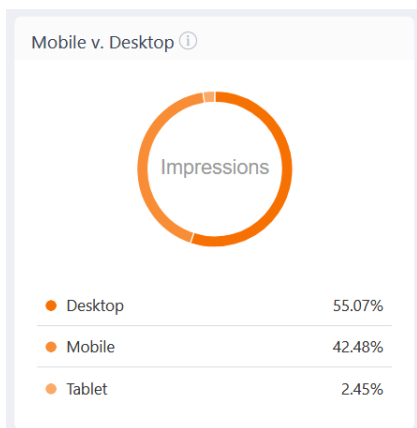 Mobile v. Desktop
Impressions
Desktop 55.07%
Mobile 42.48%
Tablet 2.45%